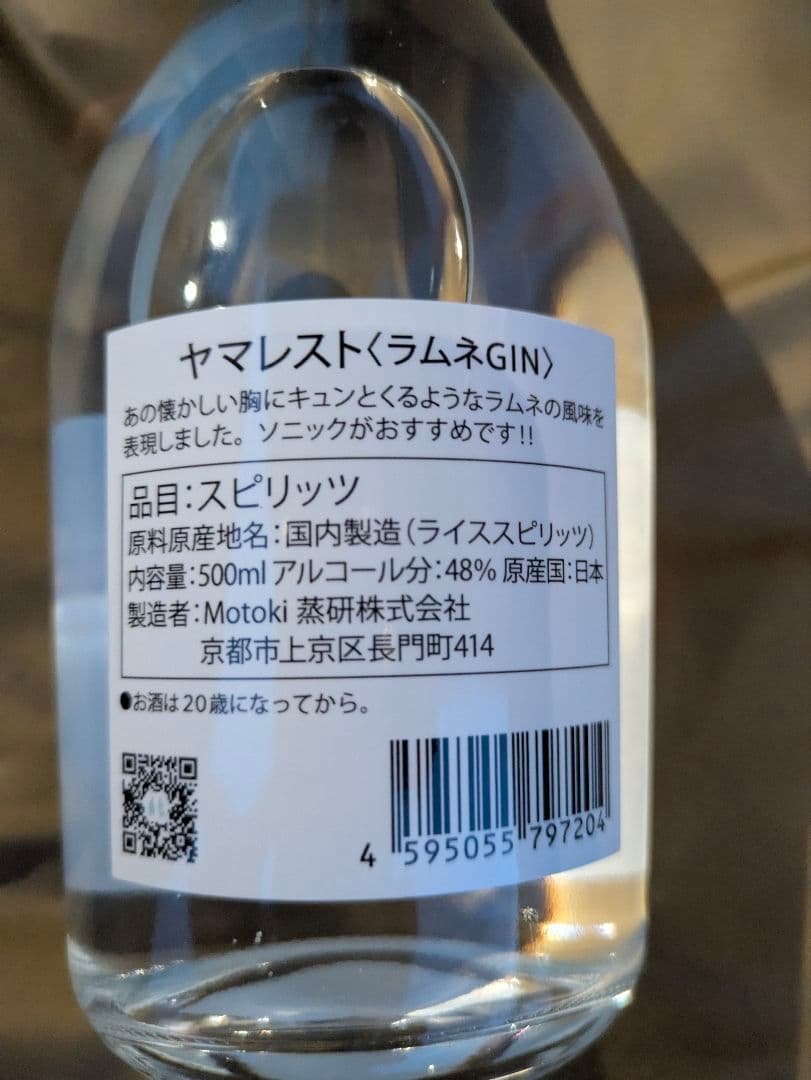 ヤマレスト〈ラムネGIN〉
あの懐かしい胸にキュンとくるようなラムネの風味を
表現しました。ソニックがおすすめです!!
品目:スピリッツ
原料原産地名:国内製造(ライススピリッツ)
内容量:500ml アルコール分:48% 原産国:日本
製造者:Motoki 蒸研株式会社
京都市上京区長門町414
●お酒は20歳になってから。
4 595055 797204